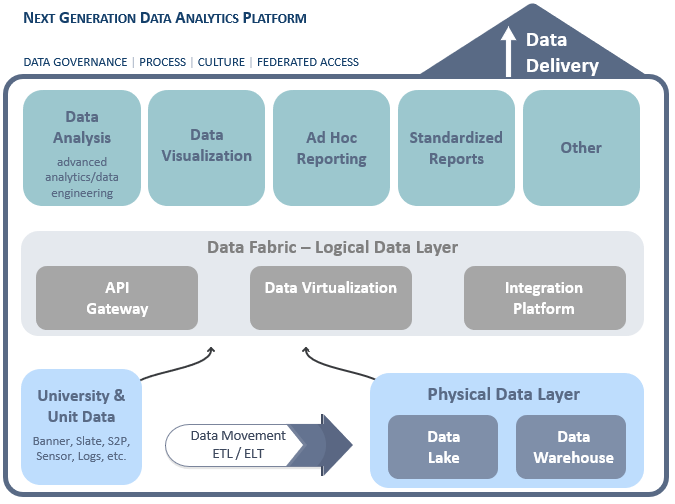 NEXT GENERATION DATA ANALYTICS PLATFORM
DATA GOVERNANCE | PROCESS | CULTURE | FEDERATED ACCESS
Data
Delivery
Data
Analysis
advanced
analytics/data
engineering
Data
Visualization
Ad Hoc
Reporting
Standardized
Reports
Other
Data Fabric – Logical Data Layer
API
Gateway
Data Virtualization
Integration
Platform
University &
Unit Data
Banner, Slate, S2P,
Sensor, Logs, etc.
Data Movement
ETL / ELT
Physical Data Layer
Data
Lake
Data
Warehouse